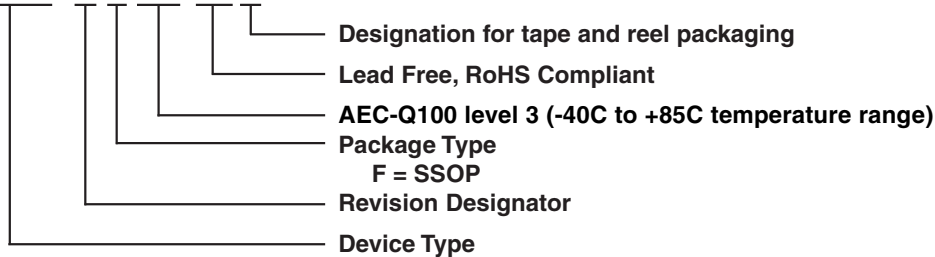 Designation for tape and reel packaging
Lead Free, RoHS Compliant
AEC-Q100 level 3 (-40C to +85C temperature range)
Package Type
F = SSOP
Revision Designator
Device Type